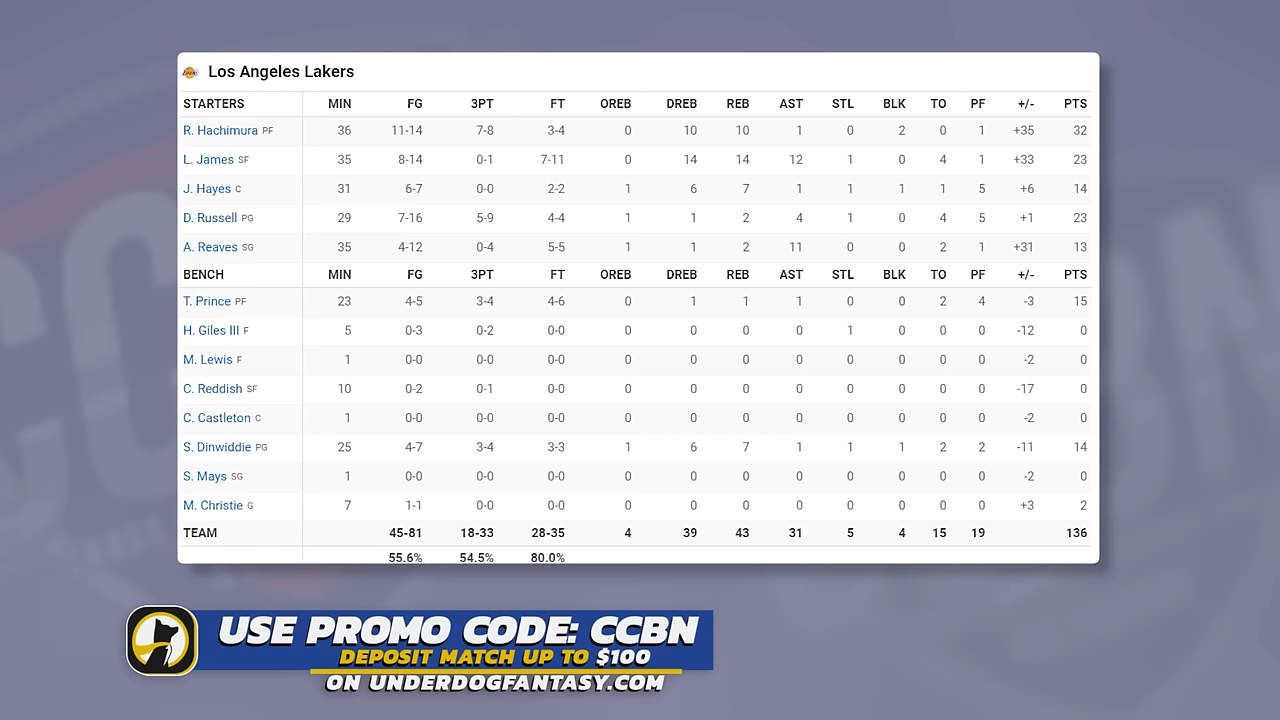 Los Angeles Lakers
STARTERS MIN FG 3PT FT OREB DREB REB AST STL BLK TO PF +/- PTS
R. Hachimura PF 36 11-14 7-8 3-4 0 10 10 1 0 2 0 1 +35 32
L. James SF 35 8-14 0-1 7-11 0 14 14 12 1 0 4 1 +33 23
J. Hayes C 31 6-7 0-0 2-2 1 6 7 1 1 1 1 5 +6 14
D. Russell PG 29 7-16 5-9 4-4 1 1 2 4 1 0 4 5 +1 23
A. Reaves SG 35 4-12 0-4 5-5 1 1 2 11 0 0 2 1 +31 13
BENCH MIN FG 3PT FT OREB DREB REB AST STL BLK TO PF +/- PTS
T. Prince PF 23 4-5 3-4 4-6 0 1 1 1 0 0 2 4 -3 15
H. Giles III F 5 0-3 0-2 0-0 0 0 0 0 1 0 0 0 -12 0
M. Lewis F 1 0-0 0-0 0-0 0 0 0 0 0 0 0 0 -2 0
C. Reddish SF 10 0-2 0-1 0-0 0 0 0 0 0 0 0 0 -17 0
C. Castleton C 1 0-0 0-0 0-0 0 0 0 0 0 0 0 0 -2 0
S. Dinwiddie PG 25 4-7 3-4 3-3 1 6 7 1 1 1 2 2 -11 14
S. Mays SG 1 0-0 0-0 0-0 0 0 0 0 0 0 0 0 -2 0
M. Christie G 7 1-1 0-0 0-0 0 0 0 0 0 0 0 0 +3 2
TEAM 45-81 18-33 28-35 4 39 43 31 5 4 15 19 136
55.6% 54.5% 80.0%
USE PROMO CODE: CCBN
DEPOSIT MATCH UP TO $100
ON UNDERDOGFANTASY.COM